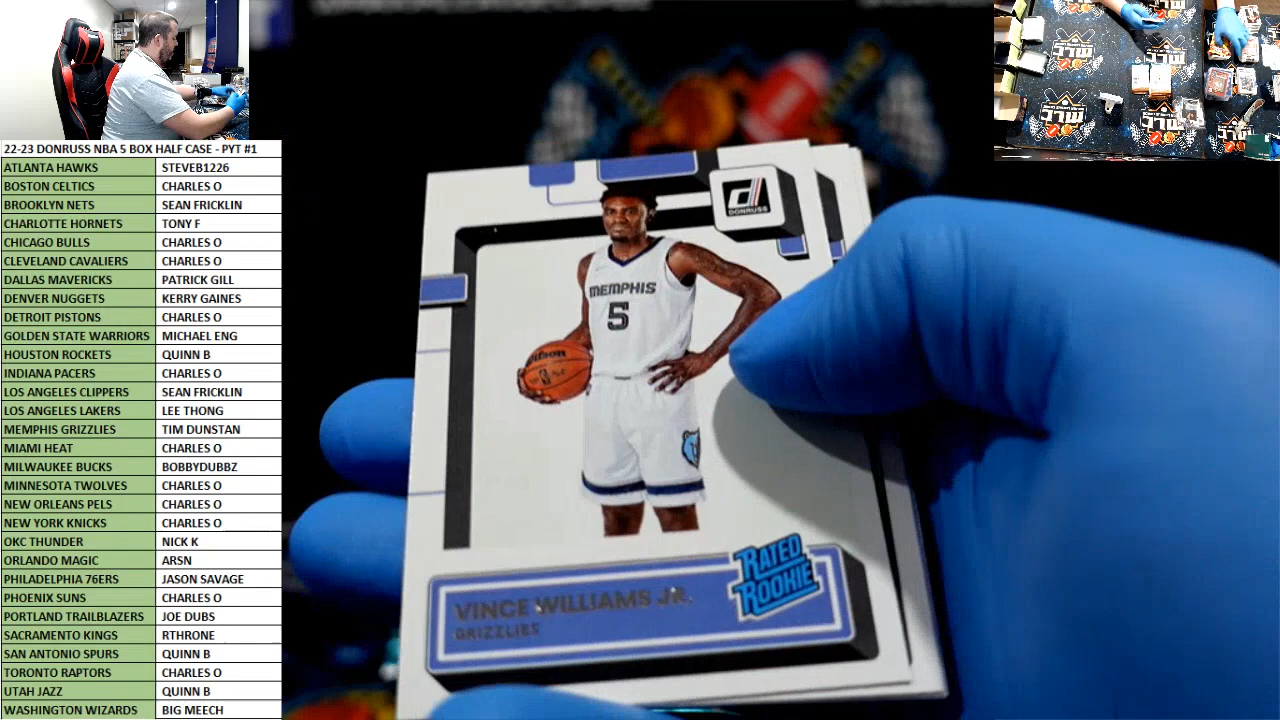 22-23 DONRUSS NBA 5 BOX HALF CASE - PYT #1
ATLANTA HAWKS STEVEB1226
BOSTON CELTICS CHARLES O
BROOKLYN NETS SEAN FRICKLIN
CHARLOTTE HORNETS TONY F
CHICAGO BULLS CHARLES O
CLEVELAND CAVALIERS CHARLES O
DALLAS MAVERICKS PATRICK GILL
DENVER NUGGETS KERRY GAINES
DETROIT PISTONS CHARLES O
GOLDEN STATE WARRIORS MICHAEL ENG
HOUSTON ROCKETS QUINN B
INDIANA PACERS CHARLES O
LOS ANGELES CLIPPERS SEAN FRICKLIN
LOS ANGELES LAKERS LEE THONG
MEMPHIS GRIZZLIES TIM DUNSTAN
MIAMI HEAT CHARLES O
MILWAUKEE BUCKS BOBBYDUBBZ
MINNESOTA TWOLVES CHARLES O
NEW ORLEANS PELS CHARLES O
NEW YORK KNICKS CHARLES O
OKC THUNDER NICK K
ORLANDO MAGIC ARSN
PHILADELPHIA 76ERS JASON SAVAGE
PHOENIX SUNS CHARLES O
PORTLAND TRAILBLAZERS JOE DUBS
SACRAMENTO KINGS RTHRONE
SAN ANTONIO SPURS QUINN B
TORONTO RAPTORS CHARLES O
UTAH JAZZ QUINN B
WASHINGTON WIZARDS BIG MEECH
DONRUSS
MEMPHIS
5
Wilson
RATED
ROOKIE
VINCE WILLIAMS JR.
GRIZZLIES